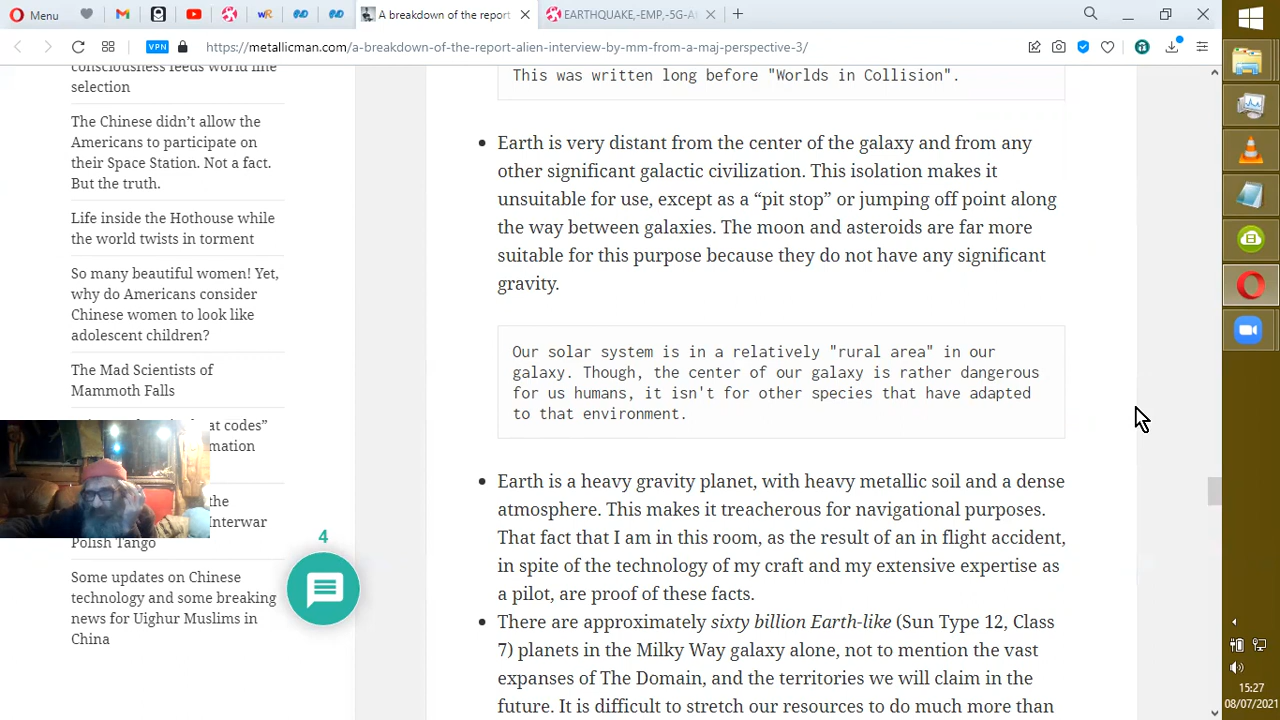 Menu
A breakdown of the report
EARTHQUAKE,-EMP,-5G-A
VPN
https://metallicman.com/a-breakdown-of-the-report-alien-interview-by-mm-from-a-maj-perspective-3/
consciousness feeds world line
selection
The Chinese didn’t allow the
Americans to participate on
their Space Station. Not a fact.
But the truth.
Life inside the Hothouse while
the world twists in torment
So many beautiful women! Yet,
why do Americans consider
Chinese women to look like
adolescent children?
The Mad Scientists of
Mammoth Falls
at codes”
mation
the
Interwar
Polish Tango
Some updates on Chinese
technology and some breaking
news for Uighur Muslims in
China
4
This was written long before "Worlds in Collision".
• Earth is very distant from the center of the galaxy and from any
other significant galactic civilization. This isolation makes it
unsuitable for use, except as a “pit stop” or jumping off point along
the way between galaxies. The moon and asteroids are far more
suitable for this purpose because they do not have any significant
gravity.
Our solar system is in a relatively "rural area" in our
galaxy. Though, the center of our galaxy is rather dangerous
for us humans, it isn't for other species that have adapted
to that environment.
• Earth is a heavy gravity planet, with heavy metallic soil and a dense
atmosphere. This makes it treacherous for navigational purposes.
That fact that I am in this room, as the result of an in flight accident,
in spite of the technology of my craft and my extensive expertise as
a pilot, are proof of these facts.
• There are approximately sixty billion Earth-like (Sun Type 12, Class
7) planets in the Milky Way galaxy alone, not to mention the vast
expanses of The Domain, and the territories we will claim in the
future. It is difficult to stretch our resources to do much more than
15:27
08/07/2021